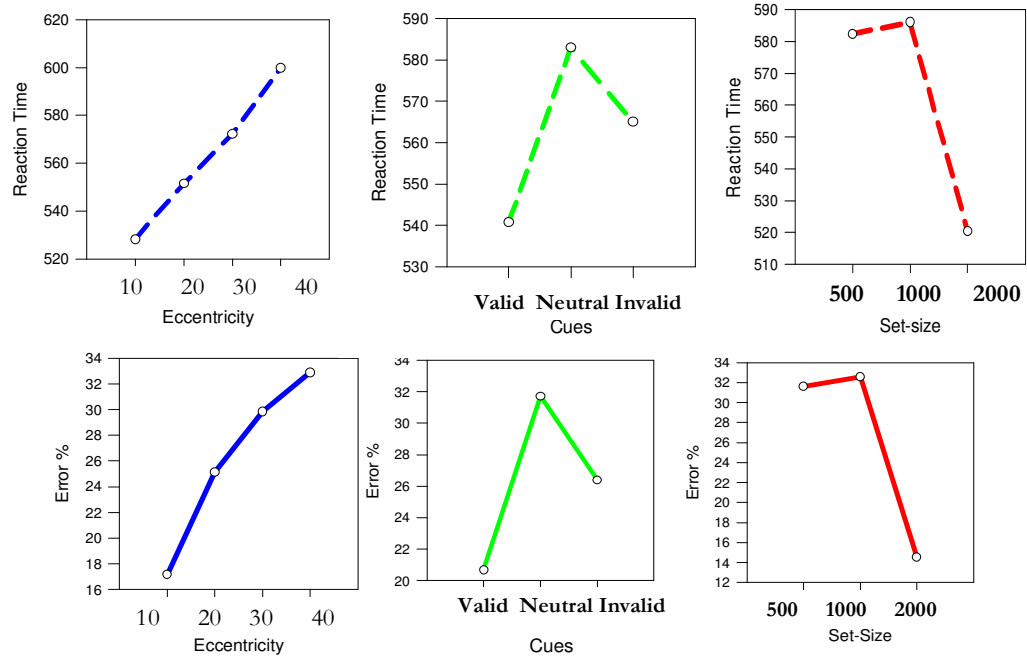 Reaction Time
620
600
580
560
540
520
10 20 30 40
Eccentricity
Reaction Time
590
580
570
560
550
540
530
Valid Neutral Invalid
Cues
Reaction Time
590
580
570
560
550
540
530
520
510
500 1000 2000
Set-size
Error %
34
32
30
28
26
24
22
20
18
16
10 20 30 40
Eccentricity
Error %
34
32
30
28
26
24
22
20
Valid Neutral Invalid
Cues
Error %
34
32
30
28
26
24
22
20
18
16
14
12
500 1000 2000
Set-Size